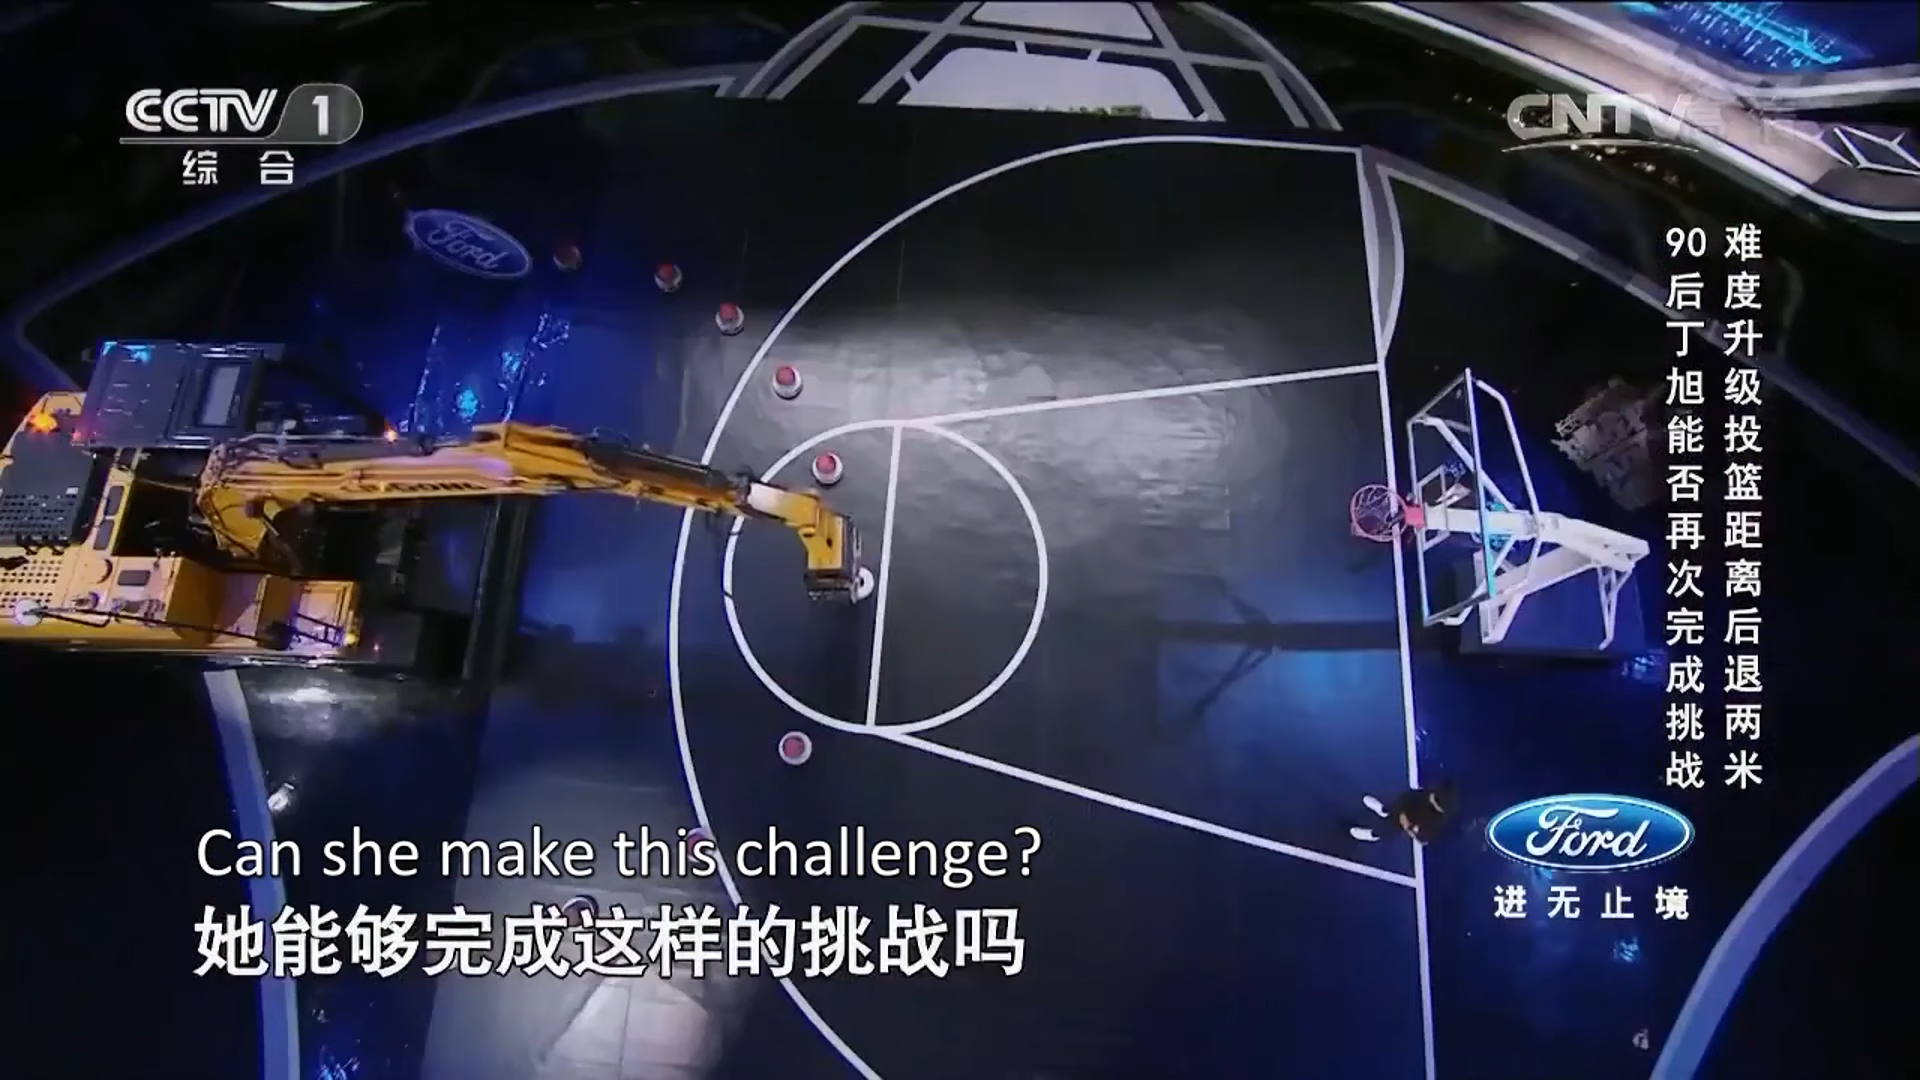 CCTV 1
综合
CNTV
Ford
难度升级投篮距离后退两米
90后丁旭能否再次完成挑战
Ford
进无止境
Can she make this challenge?
她能够完成这样的挑战吗